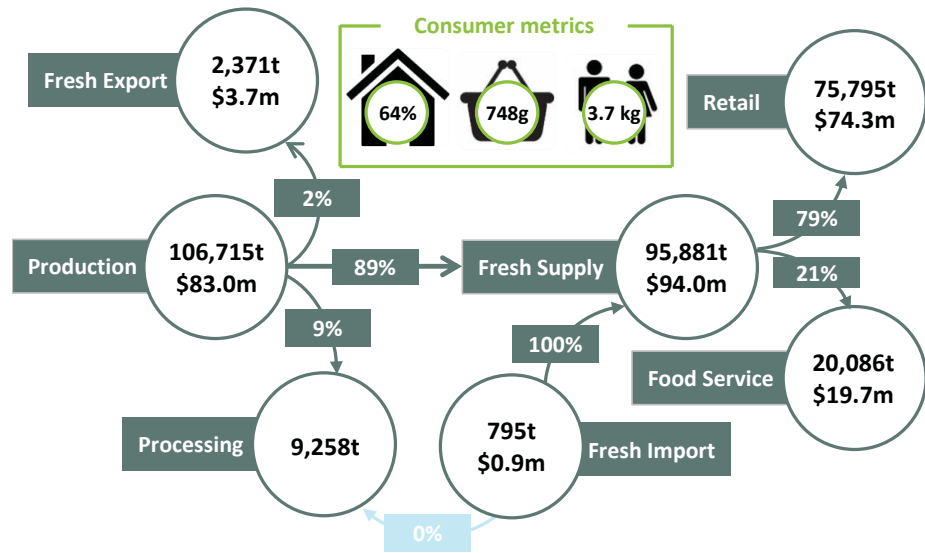 Consumer metrics
64%
748g
3.7 kg
Fresh Export
2,371t
$3.7m
Retail
75,795t
$74.3m
2%
79%
Production
106,715t
$83.0m
89%
Fresh Supply
95,881t
$94.0m
21%
9%
100%
Food Service
20,086t
$19.7m
Processing
9,258t
795t
$0.9m
Fresh Import
0%